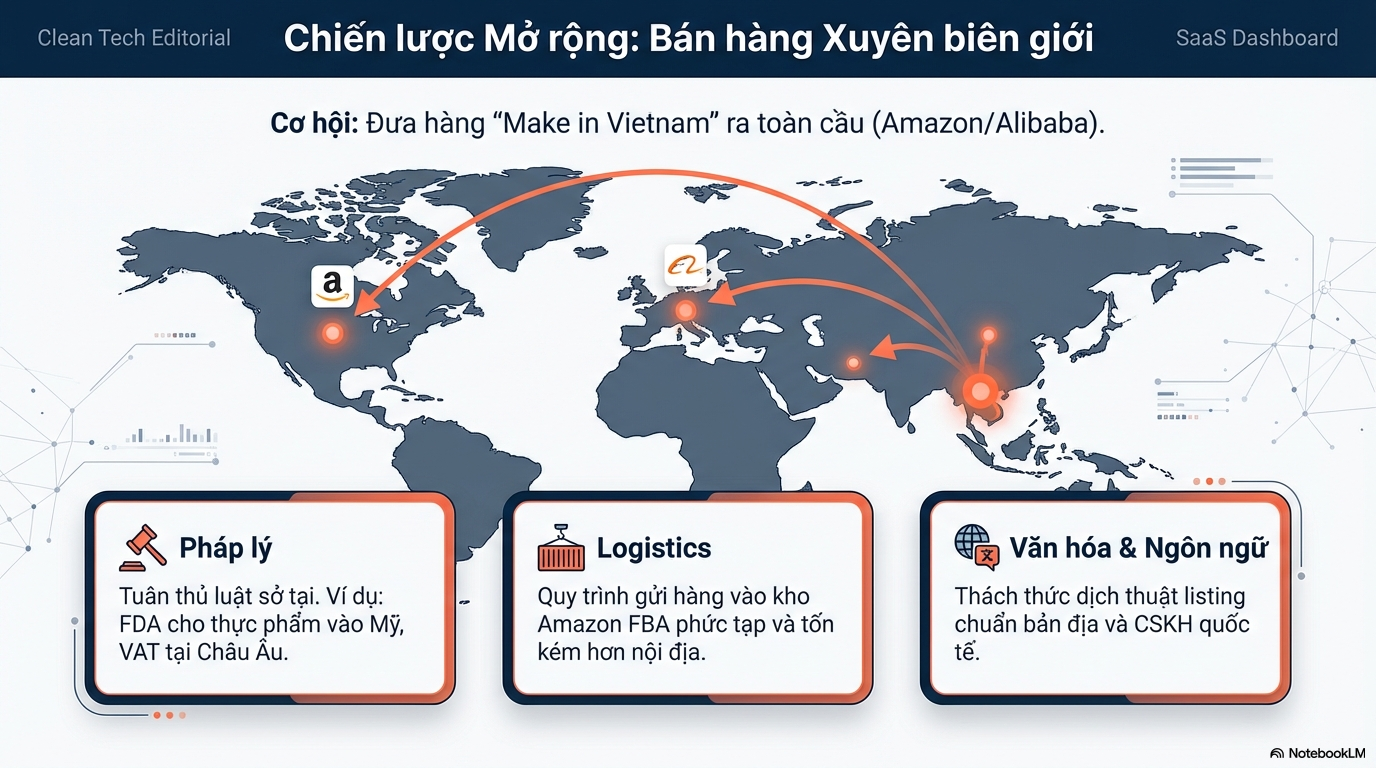 Clean Tech Editorial
Chiến lược Mở rộng: Bán hàng Xuyên biên giới
SaaS Dashboard
Cơ hội: Đưa hàng “Make in Vietnam” ra toàn cầu (Amazon/Alibaba).
a
Pháp lý
Tuân thủ luật sở tại. Ví dụ:
FDA cho thực phẩm vào Mỹ,
VAT tại Châu Âu.
Logistics
Quy trình gửi hàng vào kho
Amazon FBA phức tạp và tốn
kém hơn nội địa.
文
Văn hóa & Ngôn ngữ
Thách thức dịch thuật listing
chuẩn bản địa và CSKH quốc
tế.
NotebookLM